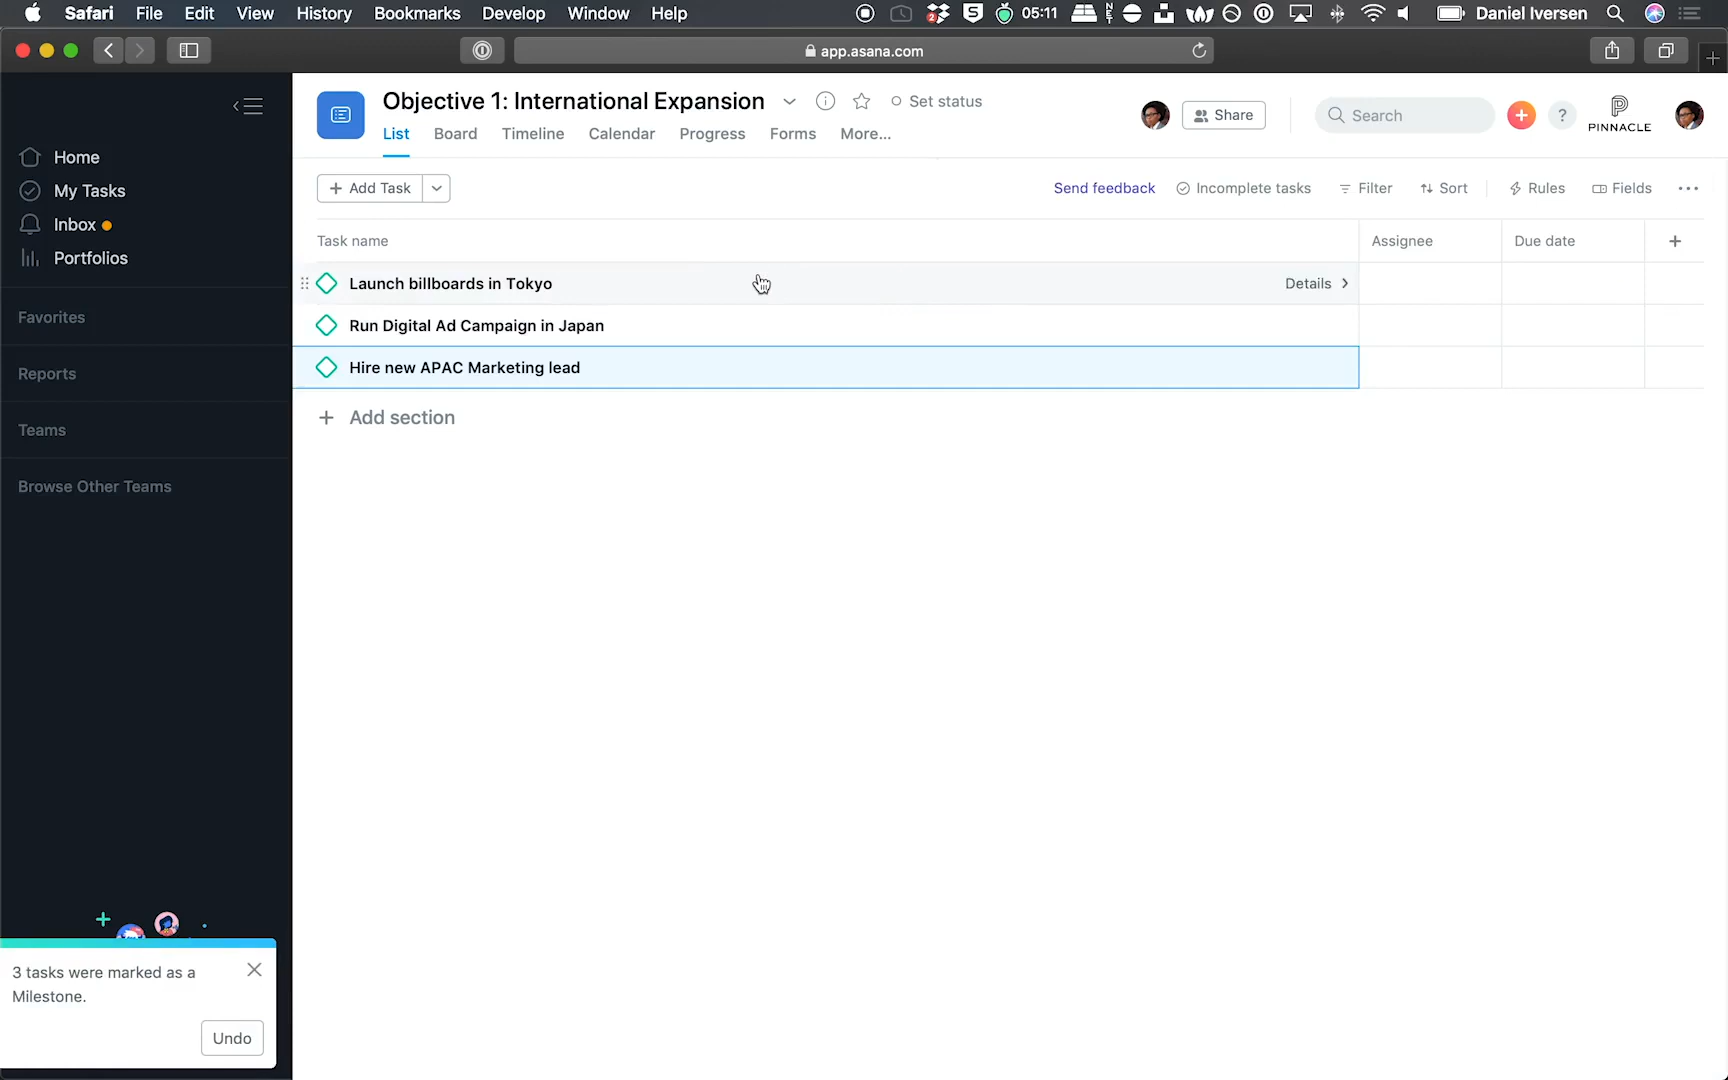 Safari File Edit View History Bookmarks Develop Window Help 2 5 05:11 Daniel Iversen
app.asana.com
Objective 1: International Expansion Set status
List Board Timeline Calendar Progress Forms More...
Share
Search
?
PINNACLE
Home
My Tasks
Inbox
Portfolios
Favorites
Reports
Teams
Browse Other Teams
+ Add Task
Send feedback Incomplete tasks Filter Sort Rules Fields ...
Task name Assignee Due date +
Launch billboards in Tokyo Details >
Run Digital Ad Campaign in Japan
Hire new APAC Marketing lead
+ Add section
3 tasks were marked as a
Milestone.
Undo